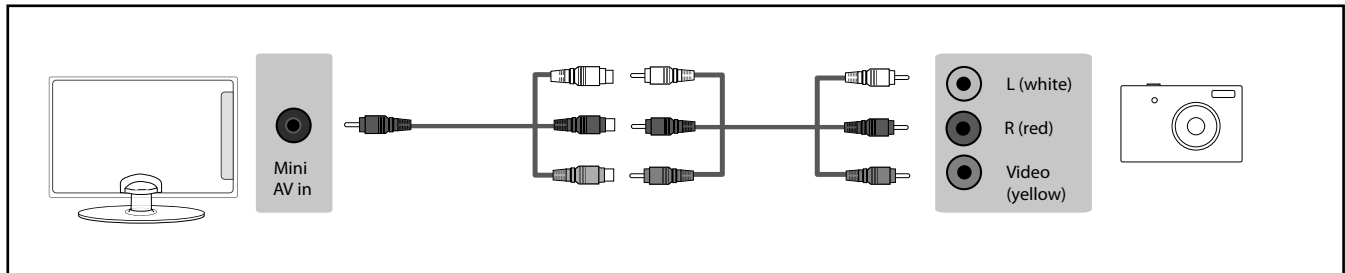 Mini
AV in
L (white)
R (red)
Video
(yellow)